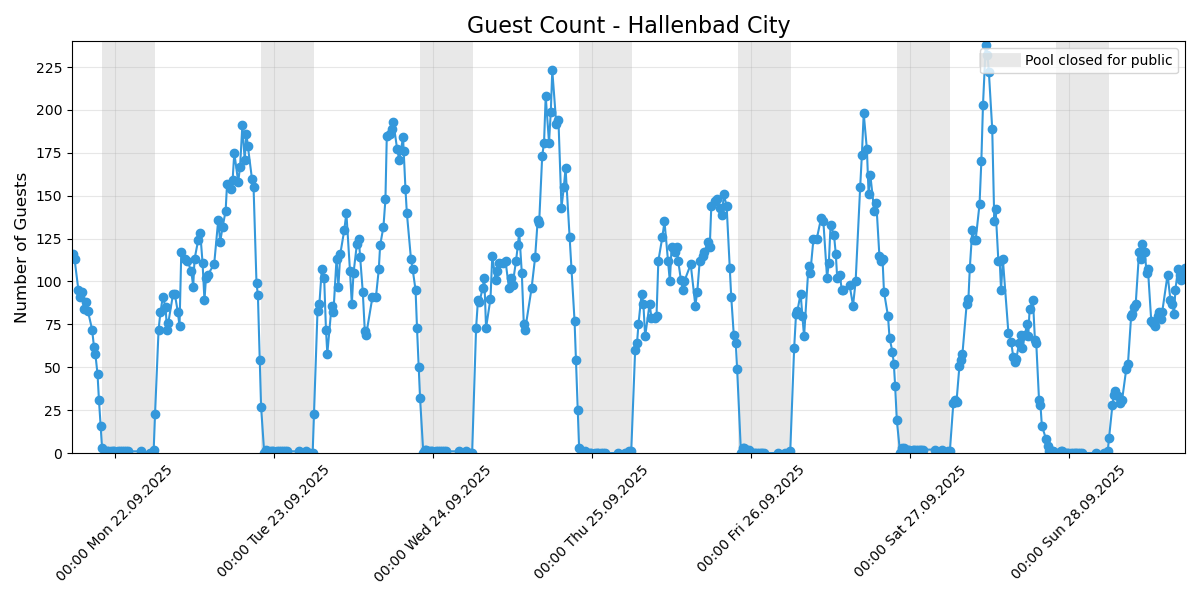 Guest Count - Hallenbad City
Pool closed for public
Number of Guests
225
200
175
150
125
100
75
50
25
0
00:00 Mon 22.09.2025
00:00 Tue 23.09.2025
00:00 Wed 24.09.2025
00:00 Thu 25.09.2025
00:00 Fri 26.09.2025
00:00 Sat 27.09.2025
00:00 Sun 28.09.2025